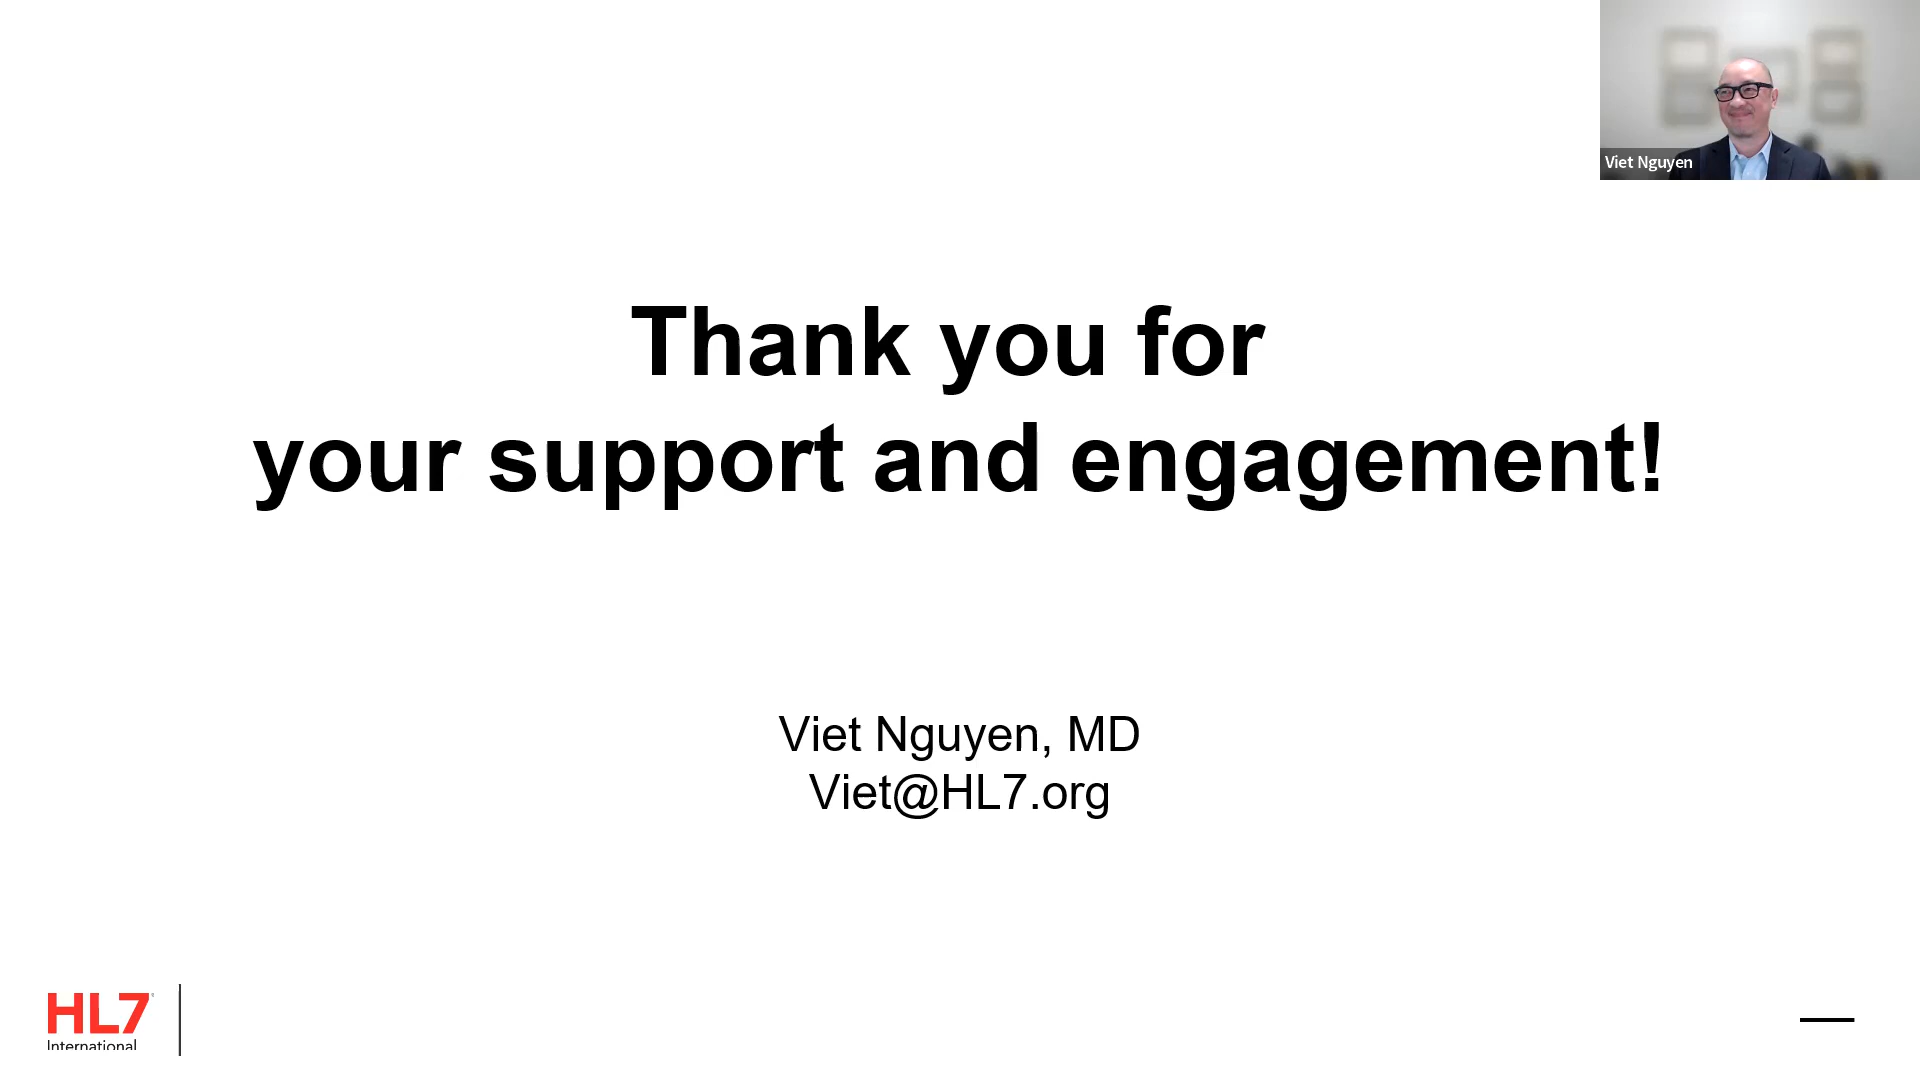 Viet Nguyen
Thank you for
your support and engagement!
Viet Nguyen, MD
Viet@HL7.org
HL7
International